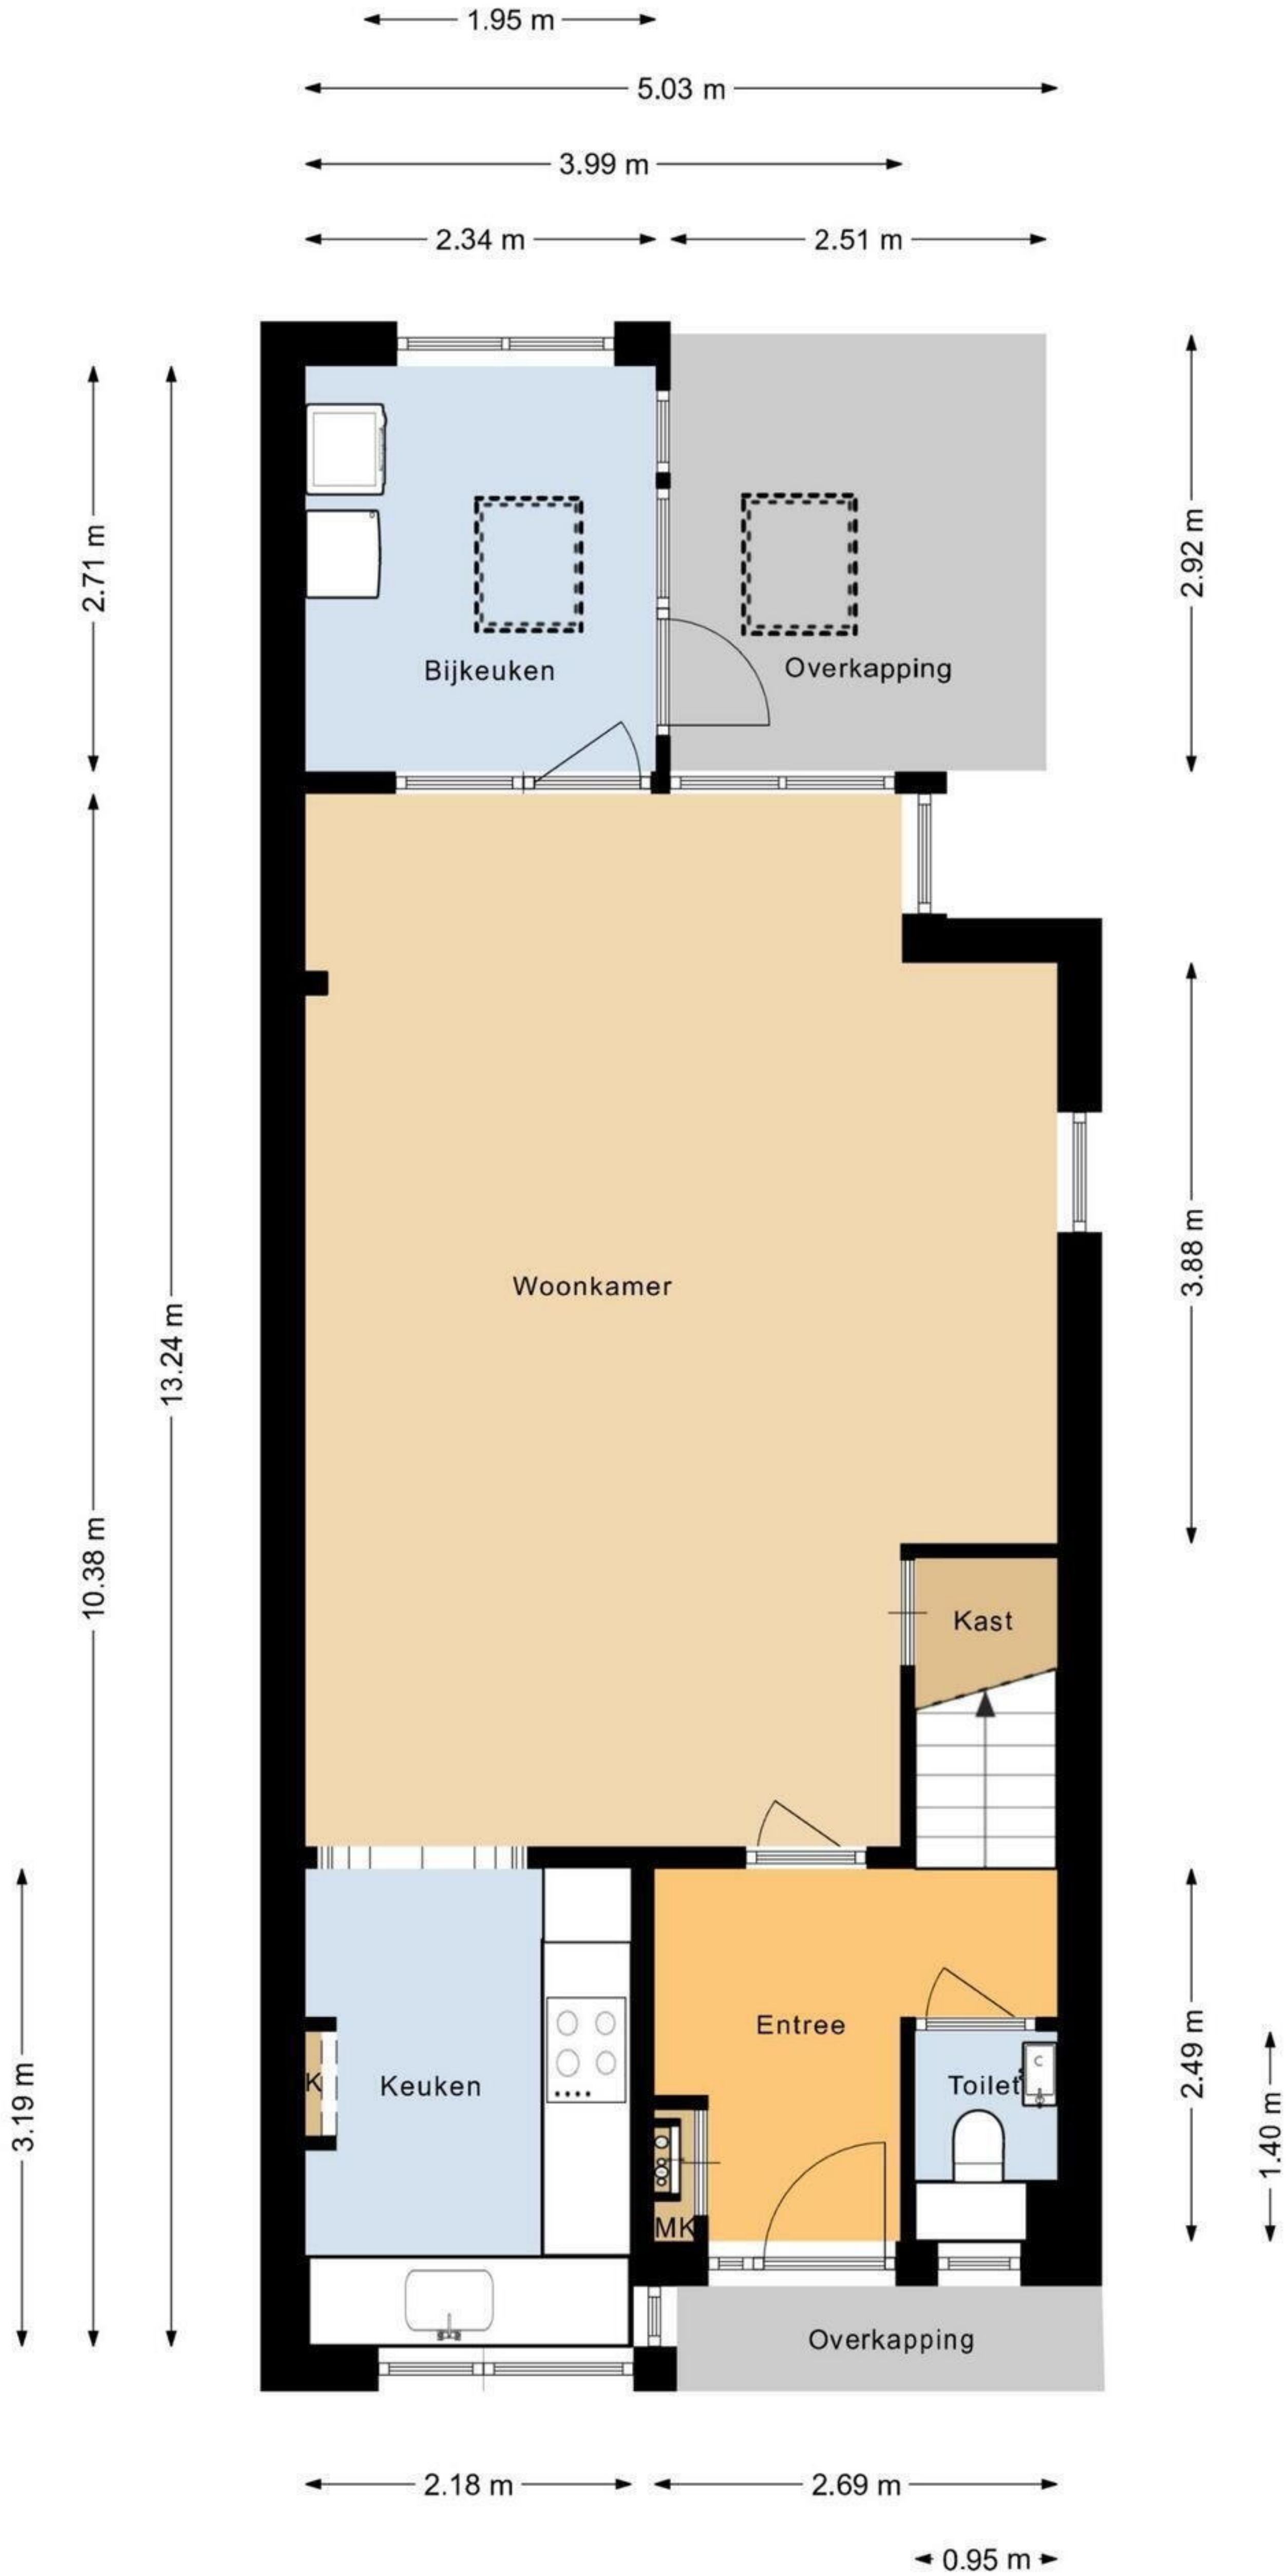 1.95 m
5.03 m
3.99 m
2.34 m
2.51 m
2.71 m
2.92 m
Bijkeuken
Overkapping
3.88 m
Woonkamer
13.24 m
10.38 m
Kast
Entree
3.19 m
K
Keuken
Toilet
2.49 m
1.40 m
MK
Overkapping
2.18 m
2.69 m
0.95 m